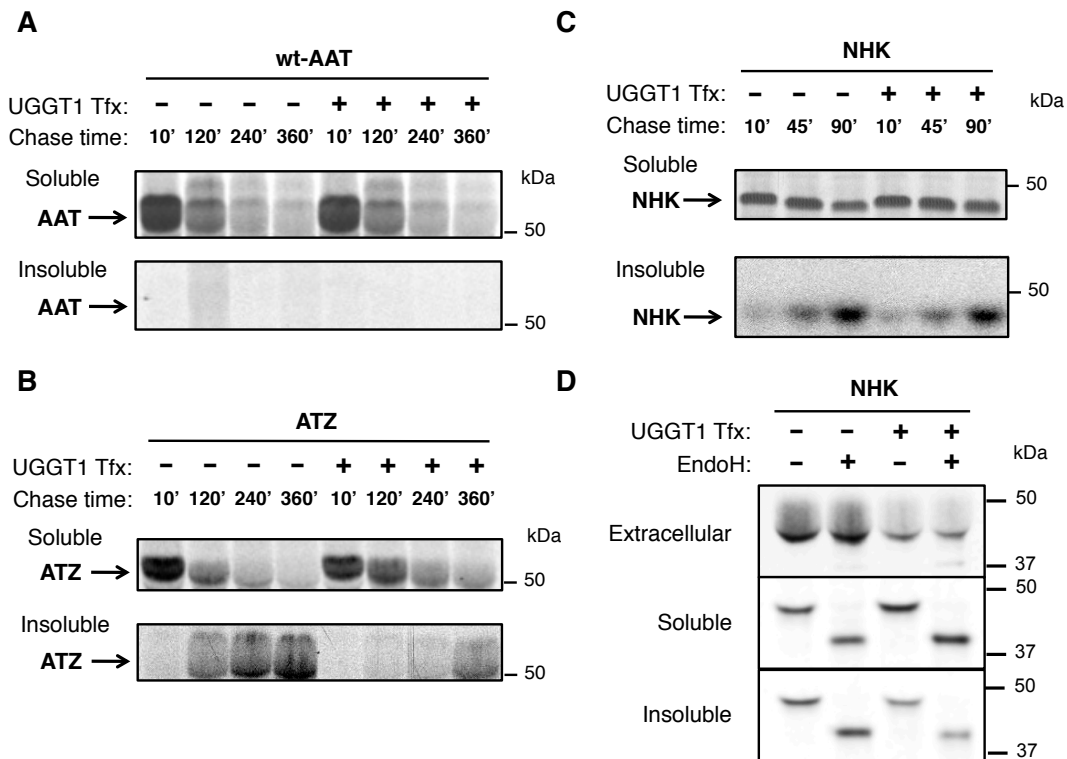 A
wt-AAT
UGGT1 Tfx: – – – – + + + +
Chase time: 10’ 120’ 240’ 360’ 10’ 120’ 240’ 360’
Soluble
kDa
AAT
50
Insoluble
AAT
50
B
ATZ
UGGT1 Tfx: – – – – + + + +
Chase time: 10’ 120’ 240’ 360’ 10’ 120’ 240’ 360’
Soluble
kDa
ATZ
50
Insoluble
ATZ
50
C
NHK
UGGT1 Tfx: – – – + + +
kDa
Chase time: 10’ 45’ 90’ 10’ 45’ 90’
Soluble
50
NHK
Insoluble
50
NHK
D
NHK
UGGT1 Tfx: – – + +
EndoH: – + – +
kDa
50
Extracellular
37
50
Soluble
37
50
Insoluble
37